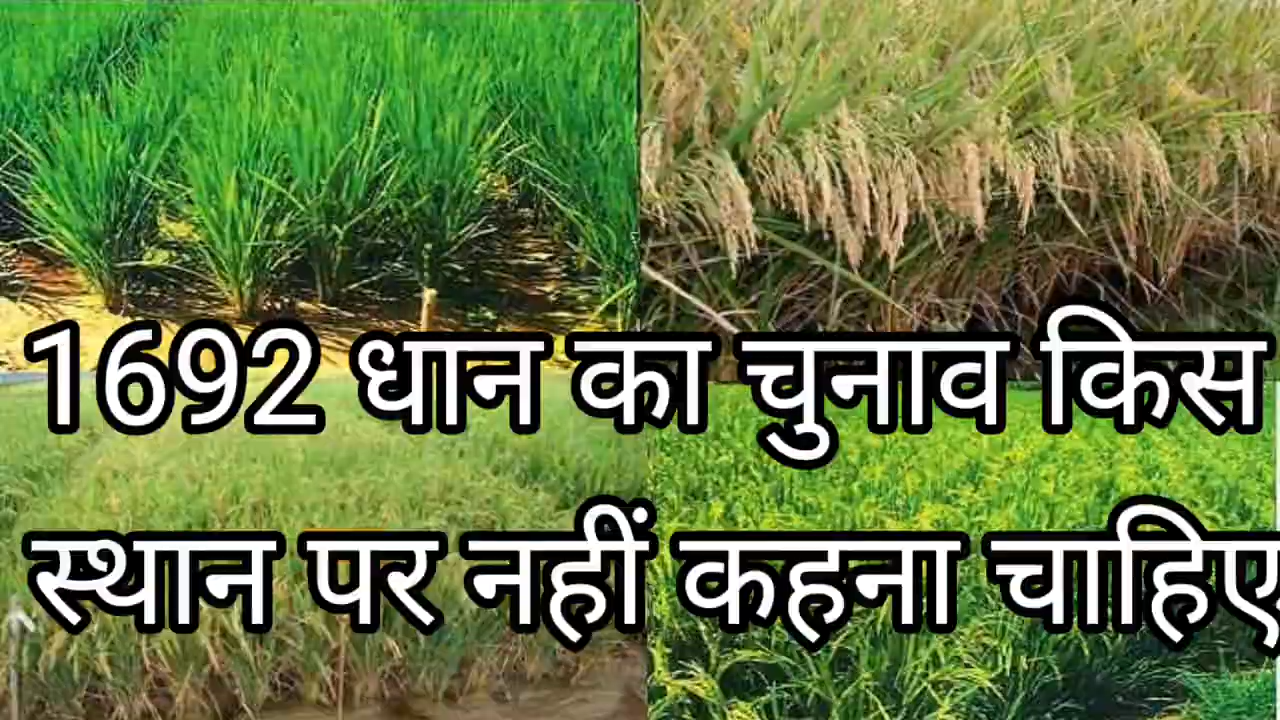 1692 धान का चुनाव किस
स्थान पर नहीं कहना चाहिए